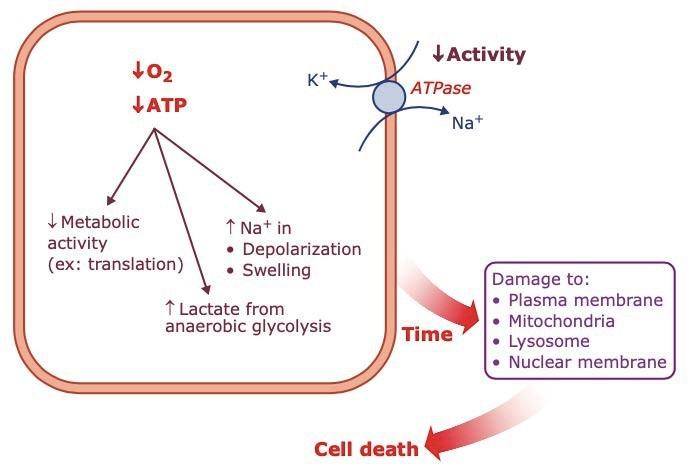 ↓O₂
↓ATP
↓Metabolic
activity
(ex: translation)
↑Na⁺ in
• Depolarization
• Swelling
↑Lactate from
anaerobic glycolysis
↓Activity
K⁺
ATPase
Na⁺
Time
Damage to:
• Plasma membrane
• Mitochondria
• Lysosome
• Nuclear membrane
Cell death